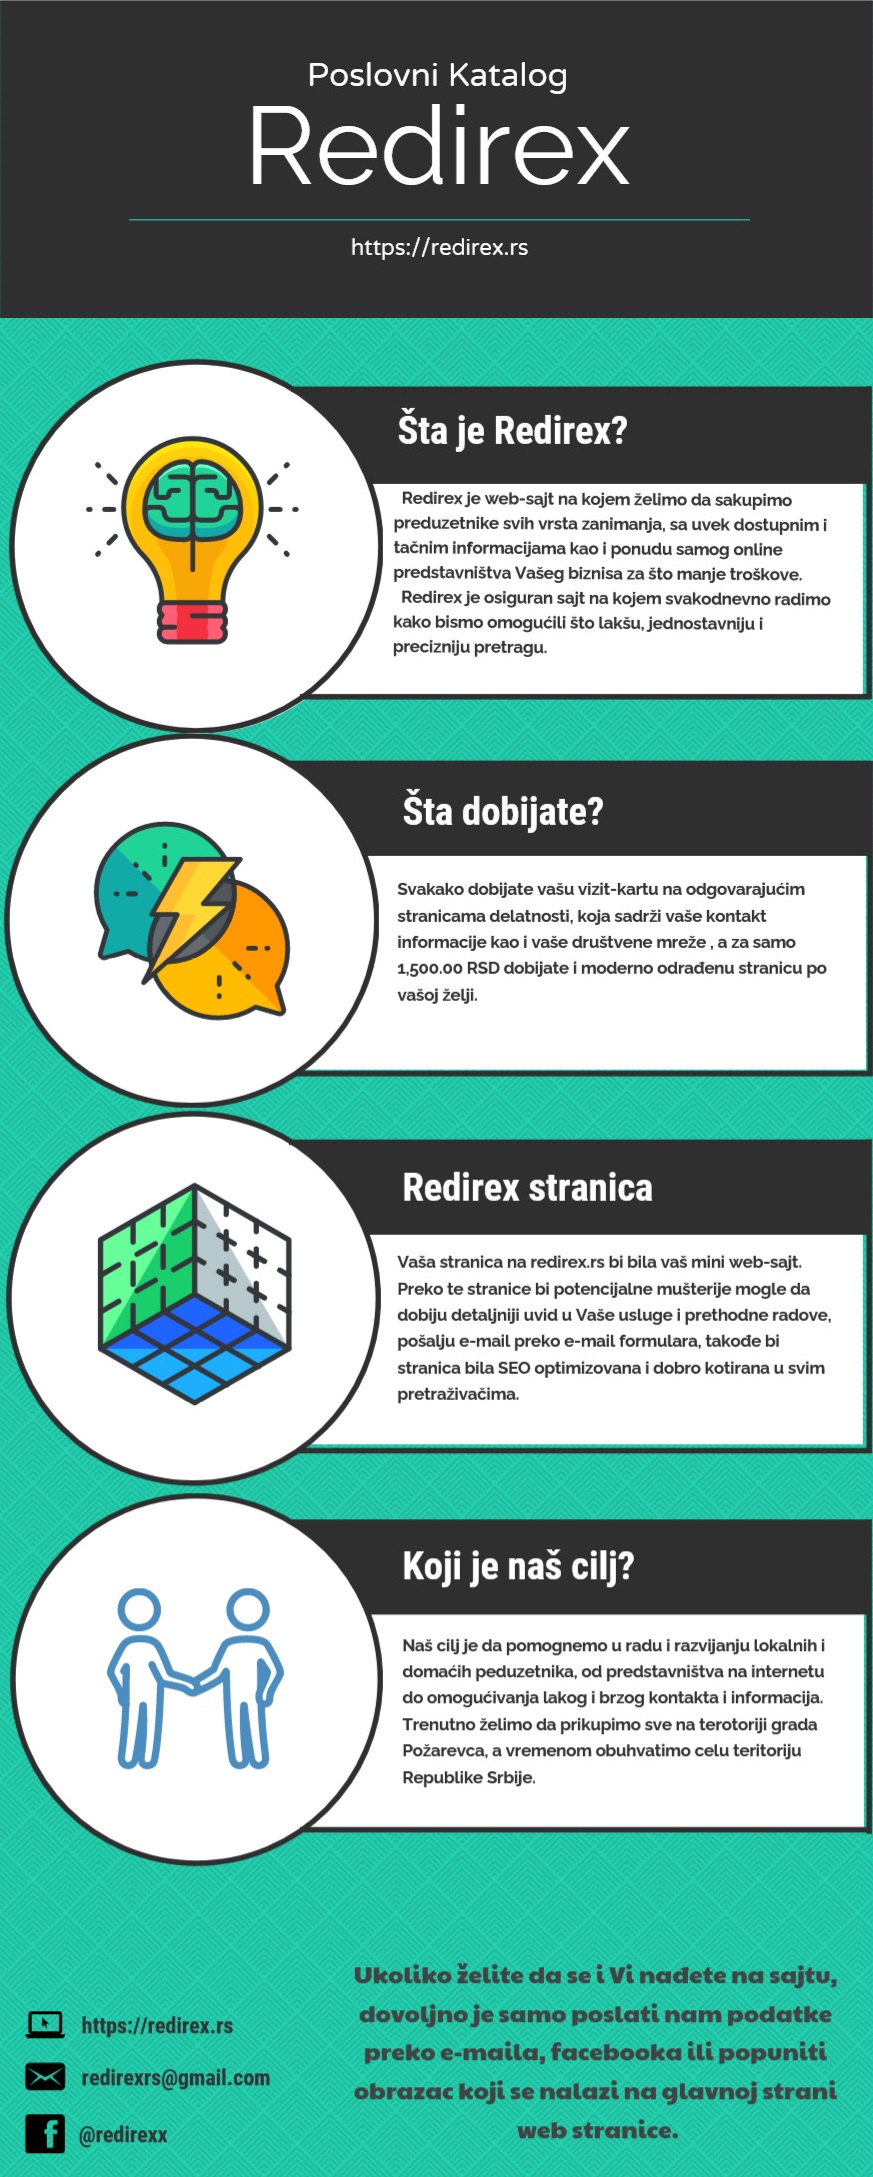 Poslovni Katalog
Redirex
https://redirex.rs
Šta je Redirex?
Redirex je web-sajt na kojem želimo da sakupimo
preduzetnike svih vrsta zanimanja, sa uvek dostupnim i
tačnim informacijama kao i ponudu samog online
predstavništva Vašeg biznisa za što manje troškove.
Redirex je osiguran sajt na kojem svakodnevno radimo
kako bismo omogućili što lakšu, jednostavniju i
precizniju pretragu.
Šta dobijate?
Svakako dobijate vašu vizit-kartu na odgovarajućim
stranicama delatnosti, koja sadrži vaše kontakt
informacije kao i vaše društvene mreže , a za samo
1,500.00 RSD dobijate i moderno odrađenu stranicu po
vašoj želji.
Redirex stranica
Vaša stranica na redirex.rs bi bila vaš mini web-sajt.
Preko te stranice bi potencijalne mušterije mogle da
dobiju detaljniji uvid u Vaše usluge i prethodne radove,
pošalju e-mail preko e-mail formulara, takođe bi
stranica bila SEO optimizovana i dobro kotirana u svim
pretraživačima.
Koji je naš cilj?
Naš cilj je da pomognemo u radu i razvijanju lokalnih i
domaćih peduzetnika, od predstavništva na internetu
do omogućivanja lakog i brzog kontakta i informacija.
Trenutno želimo da prikupimo sve na terotoriji grada
Požarevca, a vremenom obuhvatimo celu teritoriju
Republike Srbije.
https://redirex.rs
redirexrs@gmail.com
@redirexx
Ukoliko želite da se i Vi nađete na sajtu,
dovoljno je samo poslati nam podatke
preko e-maila, facebooka ili popuniti
obrazac koji se nalazi na glavnoj strani
web stranice.